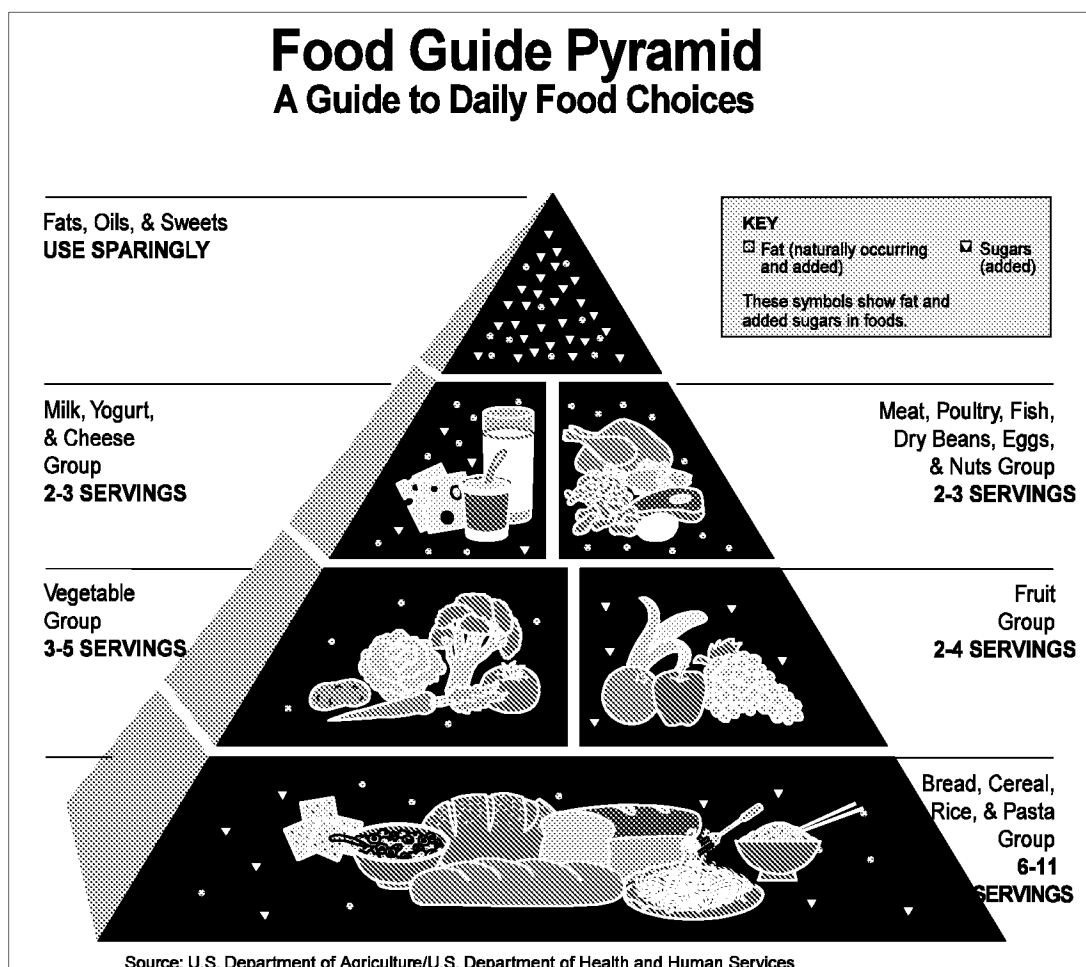 Food Guide Pyramid
A Guide to Daily Food Choices
Fats, Oils, & Sweets
USE SPARINGLY
KEY
Fat (naturally occurring
and added)
Sugars
(added)
These symbols show fat and
added sugars in foods.
Milk, Yogurt,
& Cheese
Group
2-3 SERVINGS
Meat, Poultry, Fish,
Dry Beans, Eggs,
& Nuts Group
2-3 SERVINGS
Vegetable
Group
3-5 SERVINGS
Fruit
Group
2-4 SERVINGS
Bread, Cereal,
Rice, & Pasta
Group
6-11
SERVINGS
Source: U.S. Department of Agriculture/U.S. Department of Health and Human Services